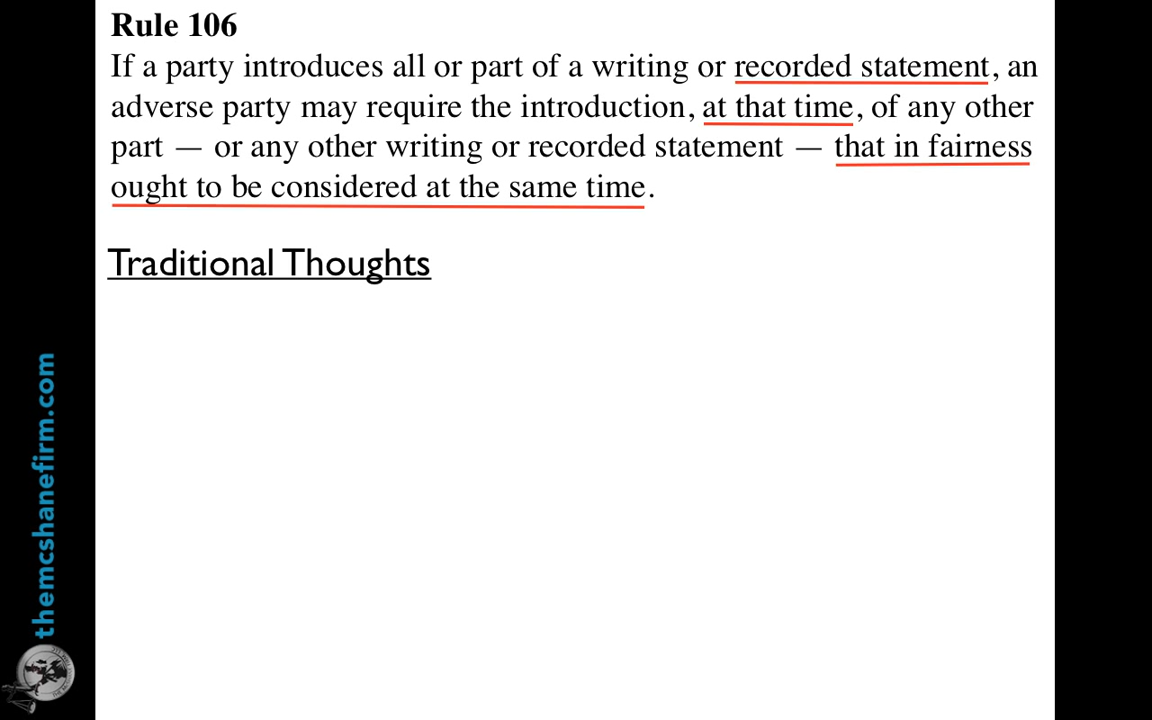 Rule 106
If a party introduces all or part of a writing or recorded statement, an
adverse party may require the introduction, at that time, of any other
part — or any other writing or recorded statement — that in fairness
ought to be considered at the same time.
Traditional Thoughts
themcshanefirm.com